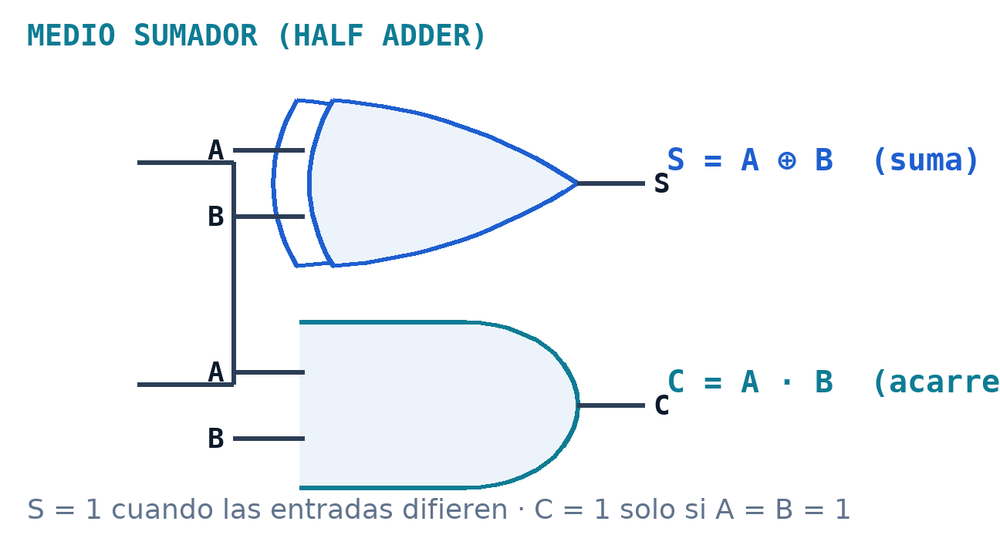 MEDIO SUMADOR (HALF ADDER)
A
B
S
S = A ⊕ B (suma)
A
B
C
C = A · B (acarre
S = 1 cuando las entradas difieren · C = 1 solo si A = B = 1